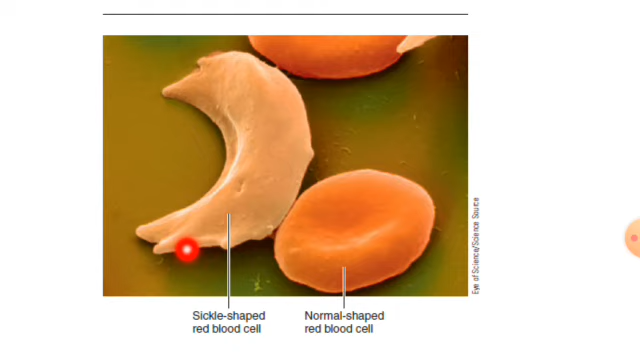 Eye of Science/Science Source
Sickle-shaped
red blood cell
Normal-shaped
red blood cell